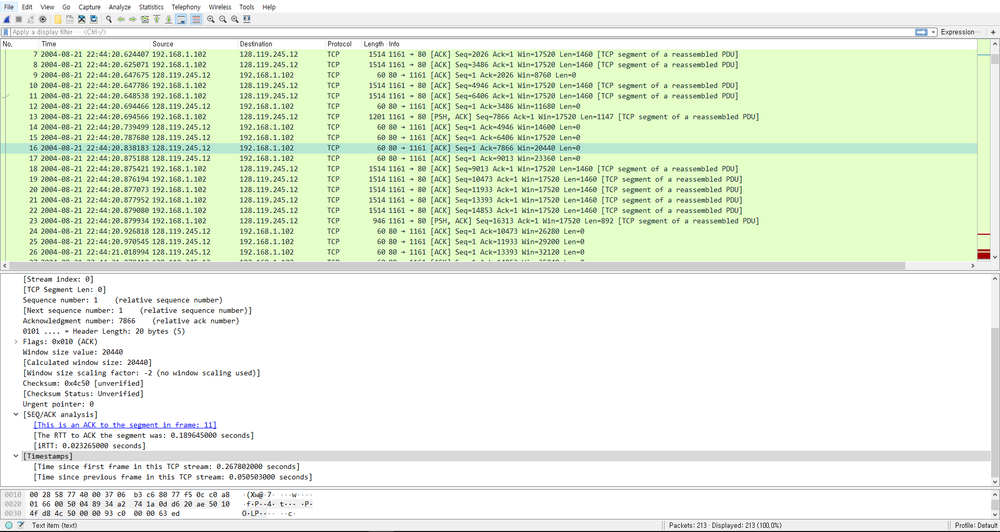 File Edit View Go Capture Analyze Statistics Telephony Wireless Tools Help
Apply a display filter ··· <Ctrl-/>
Expression··· +
No. Time Source Destination Protocol Length Info
7 2004-08-21 22:44:20.624407 192.168.1.102 128.119.245.12 TCP 1514 1161 → 80 [ACK] Seq=2026 Ack=1 Win=17520 Len=1460 [TCP segment of a reassembled PDU]
8 2004-08-21 22:44:20.625071 192.168.1.102 128.119.245.12 TCP 1514 1161 → 80 [ACK] Seq=3486 Ack=1 Win=17520 Len=1460 [TCP segment of a reassembled PDU]
9 2004-08-21 22:44:20.647675 128.119.245.12 192.168.1.102 TCP 60 80 → 1161 [ACK] Seq=1 Ack=2026 Win=8760 Len=0
10 2004-08-21 22:44:20.647786 192.168.1.102 128.119.245.12 TCP 1514 1161 → 80 [ACK] Seq=4946 Ack=1 Win=17520 Len=1460 [TCP segment of a reassembled PDU]
11 2004-08-21 22:44:20.648538 192.168.1.102 128.119.245.12 TCP 1514 1161 → 80 [ACK] Seq=6406 Ack=1 Win=17520 Len=1460 [TCP segment of a reassembled PDU]
12 2004-08-21 22:44:20.694466 128.119.245.12 192.168.1.102 TCP 60 80 → 1161 [ACK] Seq=1 Ack=3486 Win=11680 Len=0
13 2004-08-21 22:44:20.694566 192.168.1.102 128.119.245.12 TCP 1201 1161 → 80 [PSH, ACK] Seq=7866 Ack=1 Win=17520 Len=1147 [TCP segment of a reassembled PDU]
14 2004-08-21 22:44:20.739499 128.119.245.12 192.168.1.102 TCP 60 80 → 1161 [ACK] Seq=1 Ack=4946 Win=14600 Len=0
15 2004-08-21 22:44:20.787680 128.119.245.12 192.168.1.102 TCP 60 80 → 1161 [ACK] Seq=1 Ack=6406 Win=17520 Len=0
16 2004-08-21 22:44:20.838183 128.119.245.12 192.168.1.102 TCP 60 80 → 1161 [ACK] Seq=1 Ack=7866 Win=20440 Len=0
17 2004-08-21 22:44:20.875188 128.119.245.12 192.168.1.102 TCP 60 80 → 1161 [ACK] Seq=1 Ack=9013 Win=23360 Len=0
18 2004-08-21 22:44:20.875421 192.168.1.102 128.119.245.12 TCP 1514 1161 → 80 [ACK] Seq=9013 Ack=1 Win=17520 Len=1460 [TCP segment of a reassembled PDU]
19 2004-08-21 22:44:20.876194 192.168.1.102 128.119.245.12 TCP 1514 1161 → 80 [ACK] Seq=10473 Ack=1 Win=17520 Len=1460 [TCP segment of a reassembled PDU]
20 2004-08-21 22:44:20.877073 192.168.1.102 128.119.245.12 TCP 1514 1161 → 80 [ACK] Seq=11933 Ack=1 Win=17520 Len=1460 [TCP segment of a reassembled PDU]
21 2004-08-21 22:44:20.877952 192.168.1.102 128.119.245.12 TCP 1514 1161 → 80 [ACK] Seq=13393 Ack=1 Win=17520 Len=1460 [TCP segment of a reassembled PDU]
22 2004-08-21 22:44:20.879080 192.168.1.102 128.119.245.12 TCP 1514 1161 → 80 [ACK] Seq=14853 Ack=1 Win=17520 Len=1460 [TCP segment of a reassembled PDU]
23 2004-08-21 22:44:20.879934 192.168.1.102 128.119.245.12 TCP 946 1161 → 80 [PSH, ACK] Seq=16313 Ack=1 Win=17520 Len=892 [TCP segment of a reassembled PDU]
24 2004-08-21 22:44:20.926818 128.119.245.12 192.168.1.102 TCP 60 80 → 1161 [ACK] Seq=1 Ack=10473 Win=26280 Len=0
25 2004-08-21 22:44:20.970545 128.119.245.12 192.168.1.102 TCP 60 80 → 1161 [ACK] Seq=1 Ack=11933 Win=29200 Len=0
26 2004-08-21 22:44:21.018994 128.119.245.12 192.168.1.102 TCP 60 80 → 1161 [ACK] Seq=1 Ack=13393 Win=32120 Len=0
[Stream index: 0]
[TCP Segment Len: 0]
Sequence number: 1 (relative sequence number)
[Next sequence number: 1 (relative sequence number)]
Acknowledgment number: 7866 (relative ack number)
0101 .... = Header Length: 20 bytes (5)
Flags: 0x010 (ACK)
Window size value: 20440
[Calculated window size: 20440]
[Window size scaling factor: -2 (no window scaling used)]
Checksum: 0x4c50 [unverified]
[Checksum Status: Unverified]
Urgent pointer: 0
[SEQ/ACK analysis]
[This is an ACK to the segment in frame: 11]
[The RTT to ACK the segment was: 0.189645000 seconds]
[iRTT: 0.023265000 seconds]
[Timestamps]
[Time since first frame in this TCP stream: 0.267802000 seconds]
[Time since previous frame in this TCP stream: 0.050503000 seconds]
0010 00 28 58 77 40 00 37 06 b3 c6 80 77 f5 0c c0 a8 ·(Xw@·7· ···w····
0020 01 66 00 50 04 89 34 a2 74 1a 0d d6 20 ae 50 10 ·f·P··4· t··· ·P·
0030 4f d8 4c 50 00 00 93 c0 00 00 63 ed O·LP···· ··c·
Text item (text) Packets: 213 · Displayed: 213 (100.0%) Profile: Default